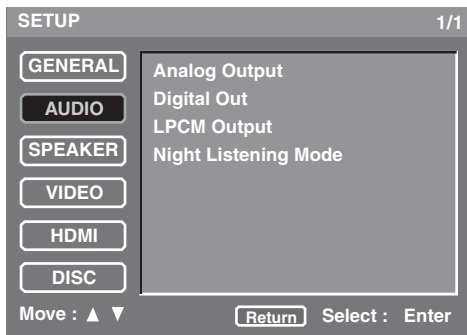 SETUP 1/1
GENERAL
AUDIO
SPEAKER
VIDEO
HDMI
DISC
Analog Output
Digital Out
LPCM Output
Night Listening Mode
Move : ▲ ▼ Return Select : Enter